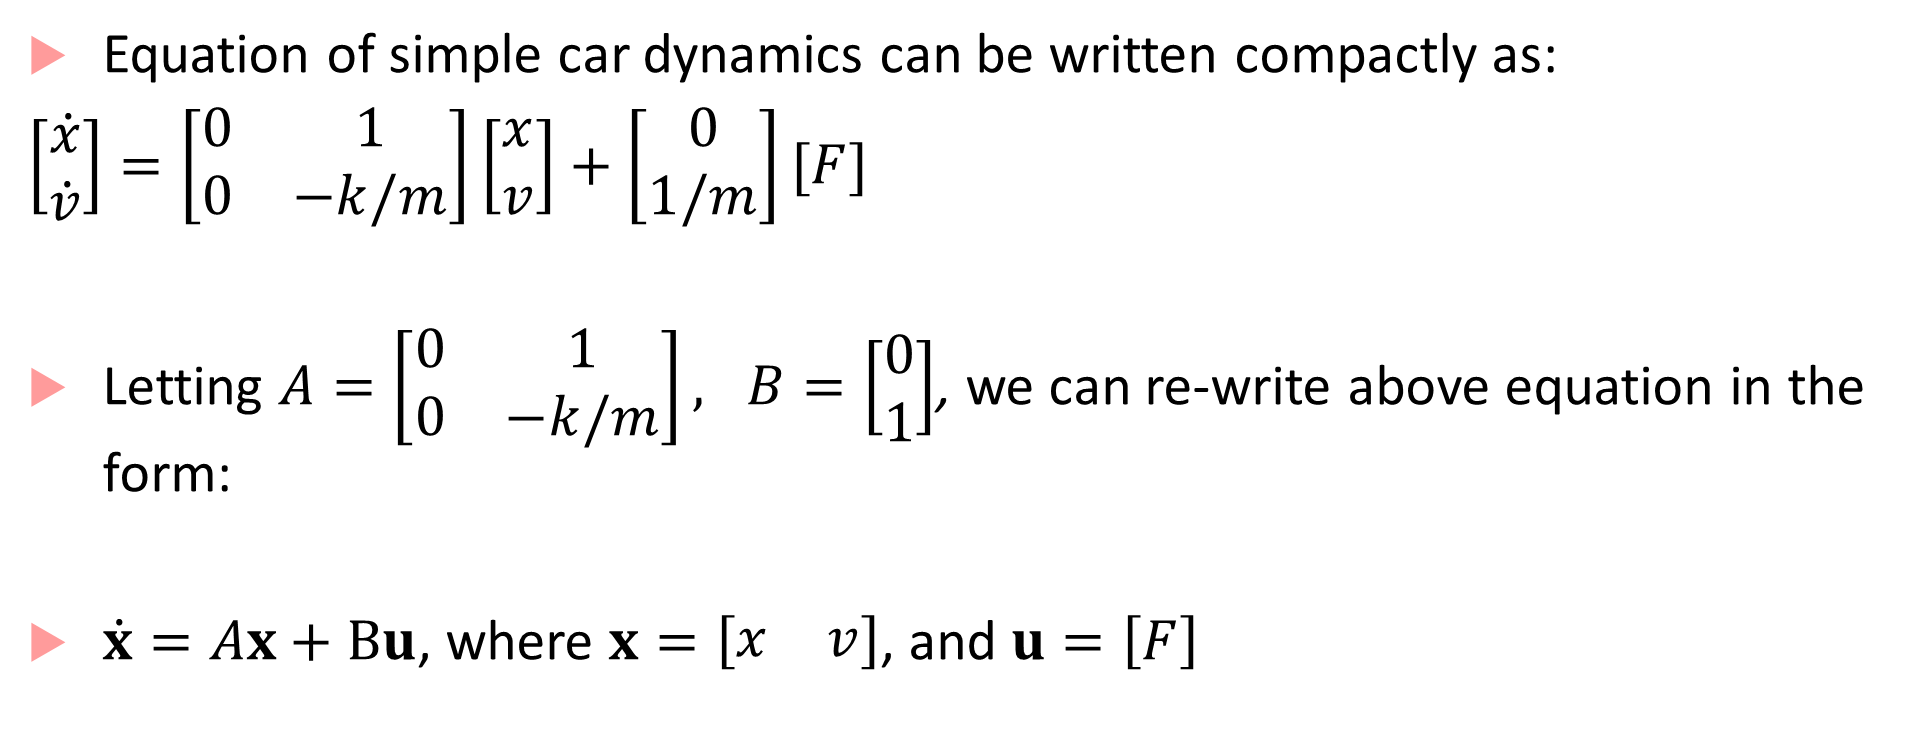 Equation of simple car dynamics can be written compactly as:
[ẋ; v̇] = [0 1; 0 −k/m] [x; v] + [0; 1/m] [F]
Letting A = [0 1; 0 −k/m], B = [0; 1], we can re-write above equation in the
form:
ẋ = Ax + Bu, where x = [x v], and u = [F]